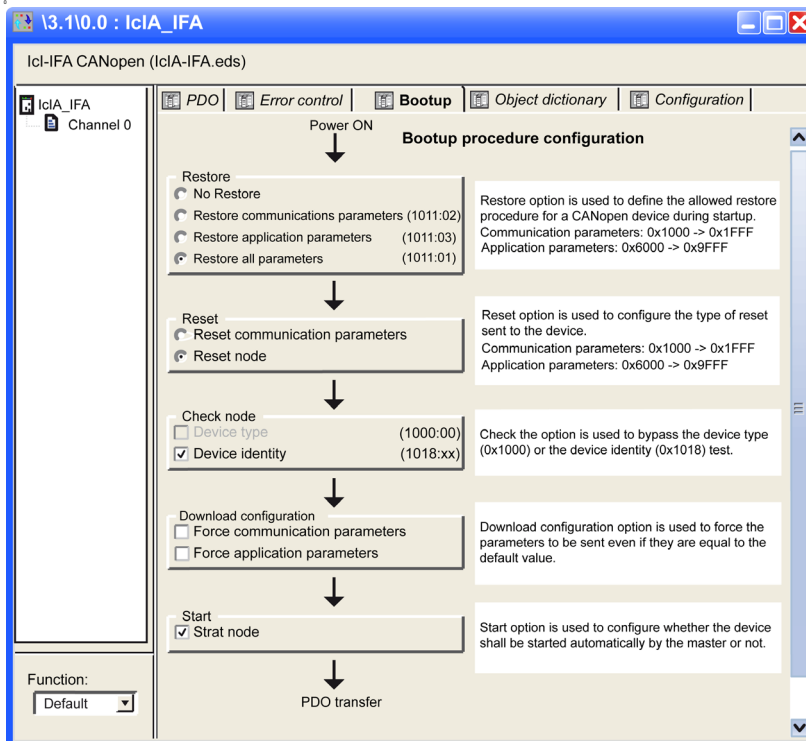 \3.1\0.0 : IcIA_IFA
Icl-IFA CANopen (IcIA-IFA.eds)
IcIA_IFA
Channel 0
PDO
Error control
Bootup
Object dictionary
Configuration
Power ON
Bootup procedure configuration
Restore
No Restore
Restore communications parameters (1011:02)
Restore application parameters (1011:03)
Restore all parameters (1011:01)
Restore option is used to define the allowed restore
procedure for a CANopen device during startup.
Communication parameters: 0x1000 -> 0x1FFF
Application parameters: 0x6000 -> 0x9FFF
Reset
Reset communication parameters
Reset node
Reset option is used to configure the type of reset
sent to the device.
Communication parameters: 0x1000 -> 0x1FFF
Application parameters: 0x6000 -> 0x9FFF
Check node
Device type (1000:00)
Device identity (1018:xx)
Check the option is used to bypass the device type
(0x1000) or the device identity (0x1018) test.
Download configuration
Force communication parameters
Force application parameters
Download configuration option is used to force the
parameters to be sent even if they are equal to the
default value.
Start
Strat node
Start option is used to configure whether the device
shall be started automatically by the master or not.
PDO transfer
Function:
Default